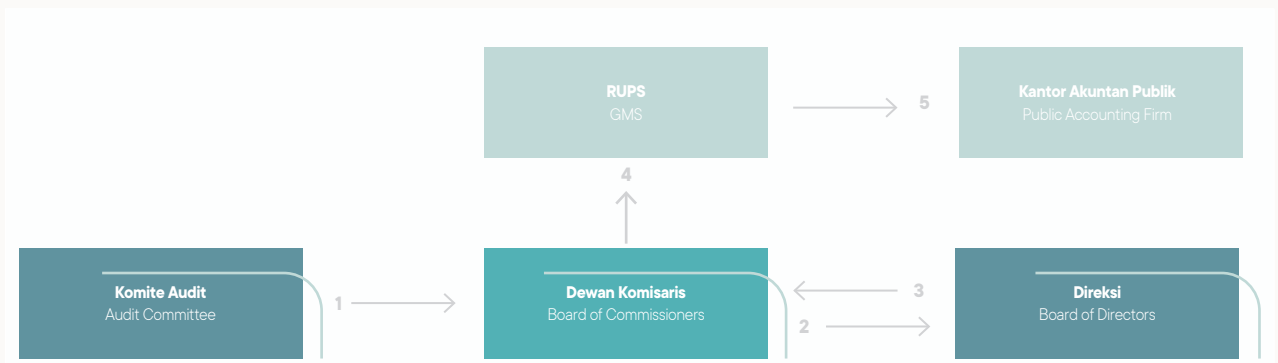 RUPS
GMS
5
Kantor Akuntan Publik
Public Accounting Firm
4
Komite Audit
Audit Committee
1
Dewan Komisaris
Board of Commissioners
3
2
Direksi
Board of Directors